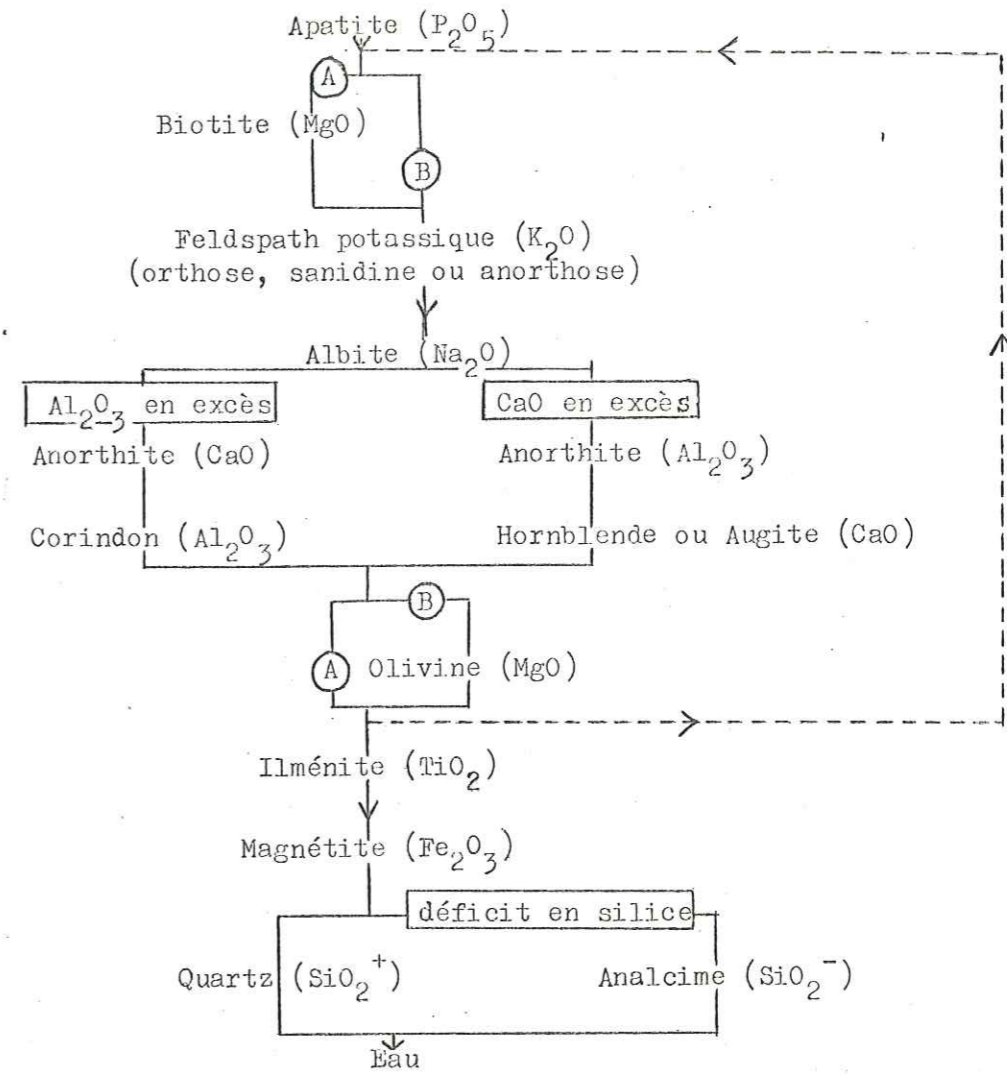 Apatite (P₂O₅)
A
Biotite (MgO)
B
Feldspath potassique (K₂O)
(orthose, sanidine ou anorthose)
Albite (Na₂O)
Al₂O₃ en excès
CaO en excès
Anorthite (CaO)
Anorthite (Al₂O₃)
Corindon (Al₂O₃)
Hornblende ou Augite (CaO)
B
A Olivine (MgO)
Ilménite (TiO₂)
Magnétite (Fe₂O₃)
déficit en silice
Quartz (SiO₂⁺)
Analcime (SiO₂⁻)
Eau